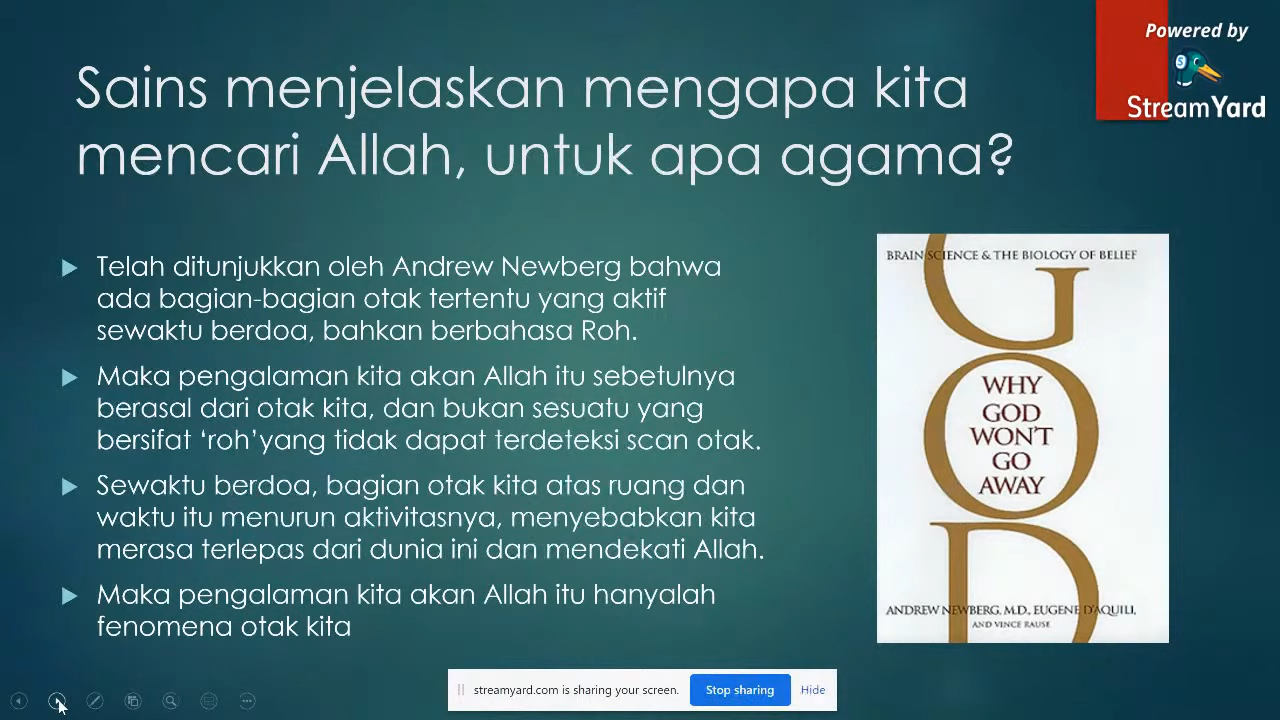 Powered by
StreamYard
Sains menjelaskan mengapa kita
mencari Allah, untuk apa agama?
Telah ditunjukkan oleh Andrew Newberg bahwa
ada bagian-bagian otak tertentu yang aktif
sewaktu berdoa, bahkan berbahasa Roh.
Maka pengalaman kita akan Allah itu sebetulnya
berasal dari otak kita, dan bukan sesuatu yang
bersifat ‘roh’yang tidak dapat terdeteksi scan otak.
Sewaktu berdoa, bagian otak kita atas ruang dan
waktu itu menurun aktivitasnya, menyebabkan kita
merasa terlepas dari dunia ini dan mendekati Allah.
Maka pengalaman kita akan Allah itu hanyalah
fenomena otak kita
BRAIN SCIENCE & THE BIOLOGY OF BELIEF
GOD
WHY
GOD
WON'T
GO
AWAY
ANDREW NEWBERG, M.D., EUGENE D'AQUILI,
AND VINCE RAUSE
streamyard.com is sharing your screen.
Stop sharing
Hide